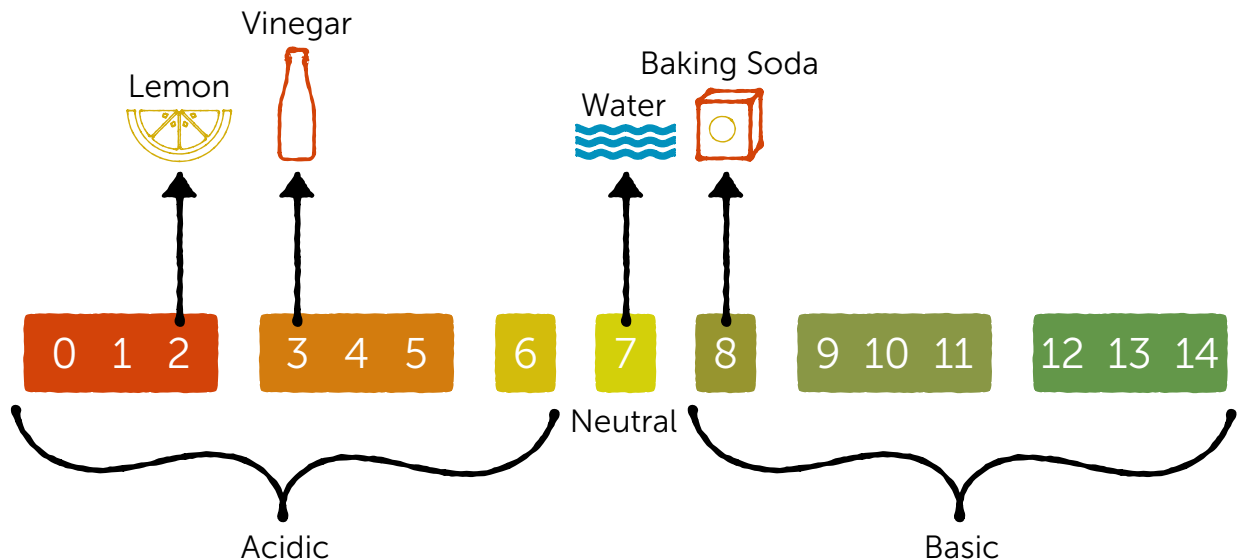 Vinegar
Lemon
Baking Soda
Water
0 1 2 3 4 5 6 7 8 9 10 11 12 13 14
Neutral
Acidic
Basic